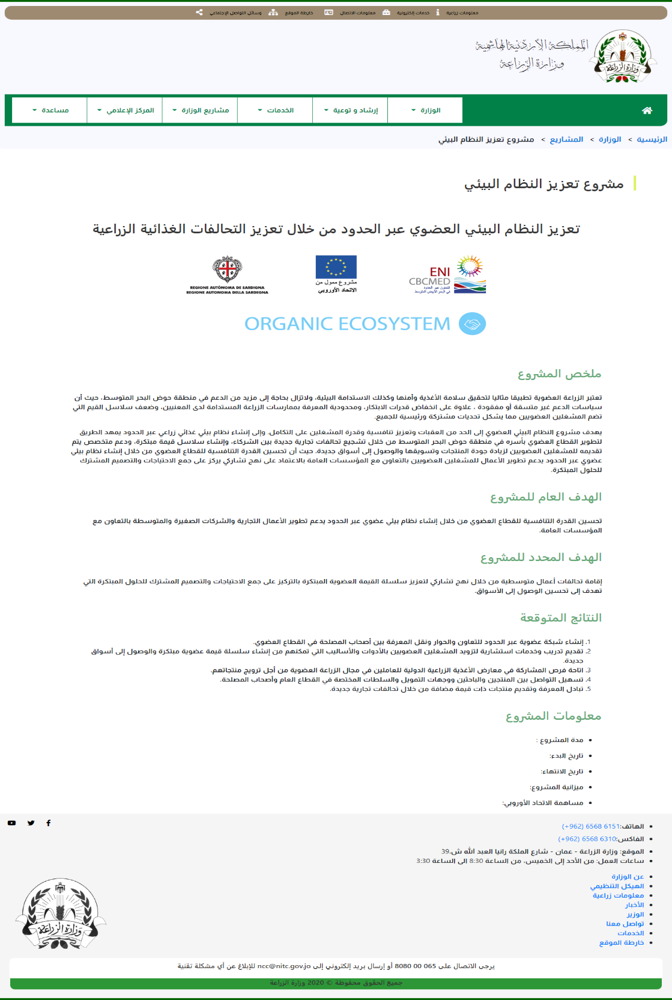 معلومات زراعية
خدمات إلكترونية
معلومات الاتصال
خارطة الموقع
وسائل التواصل الإجتماعي
المملكة الأردنية الهاشمية
وزارة الزراعة
وزارة الزراعة
الوزارة
إرشاد و توعية
الخدمات
مشاريع الوزارة
المركز الإعلامي
مساعدة
الرئيسية > الوزارة > المشاريع > مشروع تعزيز النظام البيئي
مشروع تعزيز النظام البيئي
تعزيز النظام البيئي العضوي عبر الحدود من خلال تعزيز التحالفات الغذائية الزراعية
ENI
CBCMED
للتعاون عبر الحدود
في البحر الأبيض المتوسط
مشروع ممول من
الاتحاد الأوروبي
REGIONE AUTÒNOMA DE SARDIGNA
REGIONE AUTONOMA DELLA SARDEGNA
ORGANIC ECOSYSTEM
ملخص المشروع
تعتبر الزراعة العضوية تطبيقا مثاليا لتحقيق سلامة الأغذية وأمنها وكذلك الاستدامة البيئية، ولاتزال بحاجة إلى مزيد من الدعم في منطقة حوض البحر المتوسط، حيث أن
سياسات الدعم غير متسقة أو مفقودة ، علاوة على انخفاض قدرات الابتكار، ومحدودية المعرفة بممارسات الزراعة المستدامة لدى المعنيين، وضعف سلاسل القيم التي
تضم المشغلين العضويين مما يشكل تحديات مشتركة ورئيسية للجميع.
يهدف مشروع النظام البيئي العضوي إلى الحد من العقبات وتعزيز تنافسية وقدرة المشغلين على التكامل. وإلى إنشاء نظام بيئي غذائي زراعي عبر الحدود يمهد الطريق
لتطوير القطاع العضوي بأسره في منطقة حوض البحر المتوسط من خلال تشجيع تحالفات تجارية جديدة بين الشركاء، وإنشاء سلاسل قيمة مبتكرة، ودعم متخصص يتم
تقديمه للمشغلين العضويين لزيادة جودة المنتجات وتسويقها والوصول إلى أسواق جديدة. حيث أن تحسين القدرة التنافسية للقطاع العضوي من خلال إنشاء نظام بيئي
عضوي عبر الحدود يدعم تطوير الأعمال للمشغلين العضويين بالتعاون مع المؤسسات العامة بالاعتماد على نهج تشاركي يركز على جمع الاحتياجات والتصميم المشترك
للحلول المبتكرة.
الهدف العام للمشروع
تحسين القدرة التنافسية للقطاع العضوي من خلال إنشاء نظام بيئي عضوي عبر الحدود يدعم تطوير الأعمال التجارية والشركات الصغيرة والمتوسطة بالتعاون مع
المؤسسات العامة.
الهدف المحدد للمشروع
إقامة تحالفات أعمال متوسطية من خلال نهج تشاركي لتعزيز سلسلة القيمة العضوية المبتكرة بالتركيز على جمع الاحتياجات والتصميم المشترك للحلول المبتكرة التي
تهدف إلى تحسين الوصول إلى الأسواق.
النتائج المتوقعة
1. إنشاء شبكة عضوية عبر الحدود للتعاون والحوار ونقل المعرفة بين أصحاب المصلحة في القطاع العضوي.
2. تقديم تدريب وخدمات استشارية لتزويد المشغلين العضويين بالأدوات والأساليب التي تمكنهم من إنشاء سلسلة قيمة عضوية مبتكرة والوصول إلى أسواق
جديدة.
3. اتاحة فرص المشاركة في معارض الأغذية الزراعية الدولية للعاملين في مجال الزراعة العضوية من أجل ترويج منتجاتهم.
4. تسهيل التواصل بين المنتجين والباحثين ووجهات التمويل والسلطات المختصة في القطاع العام وأصحاب المصلحة.
5. تبادل المعرفة وتقديم منتجات ذات قيمة مضافة من خلال تحالفات تجارية جديدة.
معلومات المشروع
مدة المشروع :
تاريخ البدء:
تاريخ الانتهاء:
ميزانية المشروع:
مساهمة الاتحاد الأوروبي:
الهاتف:(+962) 6568 6151
الفاكس:(+962) 6568 6310
الموقع: وزارة الزراعة - عمان - شارع الملكة رانيا العبد الله ش.39
ساعات العمل: من الأحد إلى الخميس، من الساعة 8:30 الى الساعة 3:30
عن الوزارة
الهيكل التنظيمي
معلومات زراعية
الأخبار
الوزير
تواصل معنا
الخدمات
خارطة الموقع
وزارة الزراعة
يرجى الاتصال على 065 00 8080 أو إرسال بريد إلكتروني إلى ncc@nitc.gov.jo للإبلاغ عن أي مشكلة تقنية
جميع الحقوق محفوظة © 2020 وزارة الزراعة